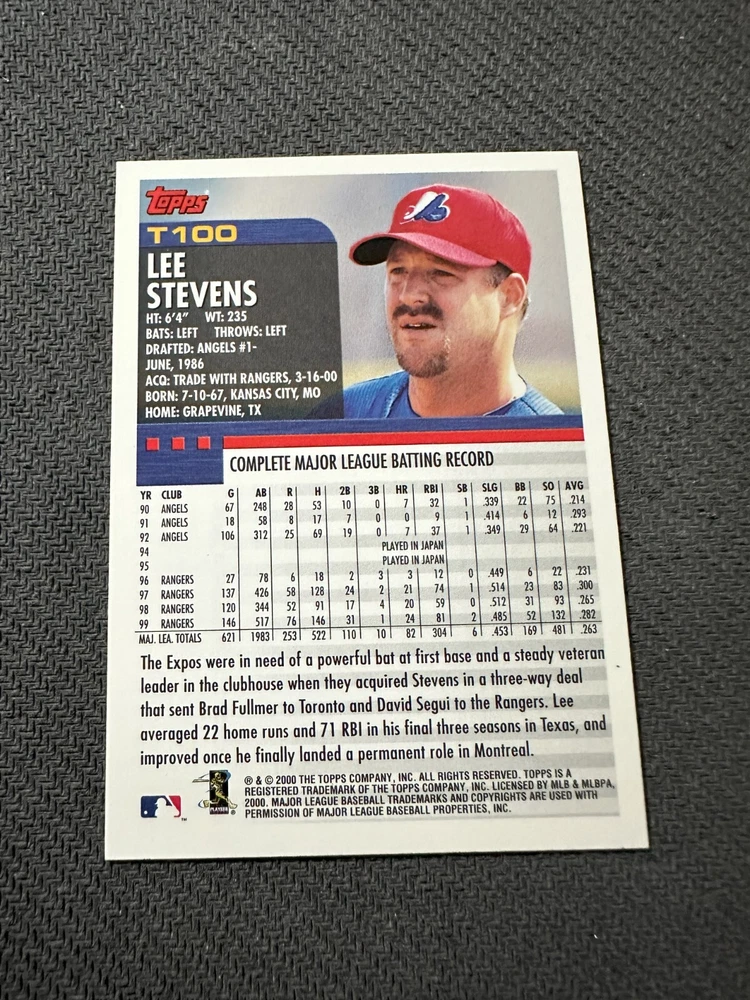 Topps
T100
LEE
STEVENS
HT: 6'4" WT: 235
BATS: LEFT THROWS: LEFT
DRAFTED: ANGELS #1-
JUNE, 1986
ACQ: TRADE WITH RANGERS, 3-16-00
BORN: 7-10-67, KANSAS CITY, MO
HOME: GRAPEVINE, TX
COMPLETE MAJOR LEAGUE BATTING RECORD
YR CLUB G AB R H 2B 3B HR RBI SB SLG BB SO AVG
90 ANGELS 67 248 28 53 10 0 7 32 1 .339 22 75 .214
91 ANGELS 18 58 8 17 7 0 0 9 1 .414 6 12 .293
92 ANGELS 106 312 25 69 19 0 7 37 1 .349 29 64 .221
94 PLAYED IN JAPAN
95 PLAYED IN JAPAN
96 RANGERS 27 78 6 18 2 3 3 12 0 .449 6 22 .231
97 RANGERS 137 426 58 128 24 2 21 74 1 .514 23 83 .300
98 RANGERS 120 344 52 91 17 4 20 59 0 .512 31 93 .265
99 RANGERS 146 517 76 146 31 1 24 81 2 .485 52 132 .282
MAJ. LEA. TOTALS 621 1983 253 522 110 10 82 304 6 .453 169 481 .263
The Expos were in need of a powerful bat at first base and a steady veteran
leader in the clubhouse when they acquired Stevens in a three-way deal
that sent Brad Fullmer to Toronto and David Segui to the Rangers. Lee
averaged 22 home runs and 71 RBI in his final three seasons in Texas, and
improved once he finally landed a permanent role in Montreal.
® & © 2000 THE TOPPS COMPANY, INC. ALL RIGHTS RESERVED. TOPPS IS A
REGISTERED TRADEMARK OF THE TOPPS COMPANY, INC. LICENSED BY MLB & MLBPA,
2000. MAJOR LEAGUE BASEBALL TRADEMARKS AND COPYRIGHTS ARE USED WITH
PERMISSION OF MAJOR LEAGUE BASEBALL PROPERTIES, INC.